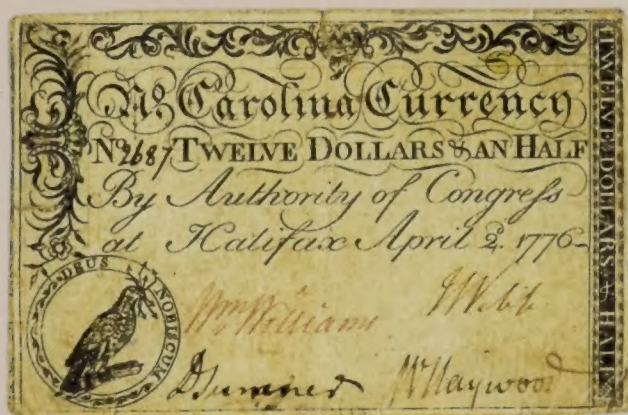 No. Carolina Currency
No 2687 TWELVE DOLLARS & AN HALF
By Authority of Congress
at Halifax April 2d. 1776
DEUS NOBISCUM
Wm Williams
J Webb
D Sumner
W Haywood
TWELVE DOLLARS & HALF